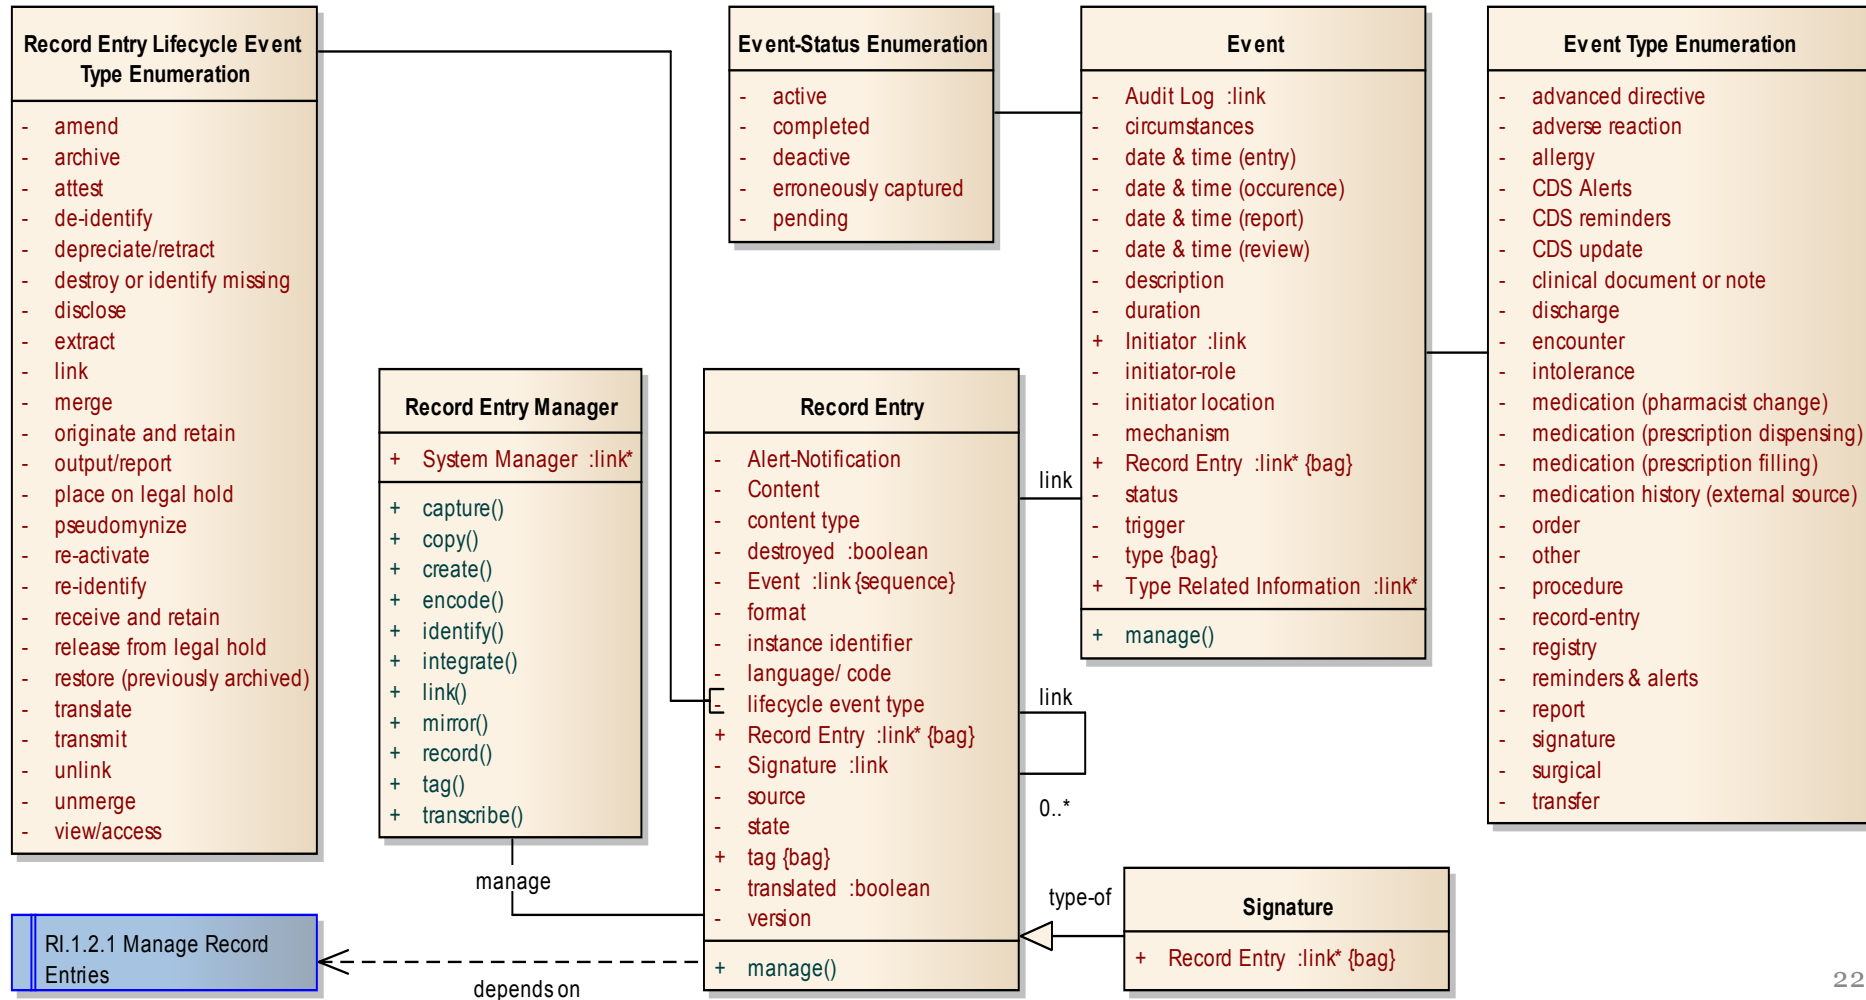 Record Entry Lifecycle Event
Type Enumeration
- amend
- archive
- attest
- de-identify
- depreciate/retract
- destroy or identify missing
- disclose
- extract
- link
- merge
- originate and retain
- output/report
- place on legal hold
- pseudomynize
- re-activate
- re-identify
- receive and retain
- release from legal hold
- restore (previously archived)
- translate
- transmit
- unlink
- unmerge
- view/access
Event-Status Enumeration
- active
- completed
- deactive
- erroneously captured
- pending
Event
- Audit Log :link
- circumstances
- date & time (entry)
- date & time (occurence)
- date & time (report)
- date & time (review)
- description
- duration
+ Initiator :link
- initiator-role
- initiator location
- mechanism
+ Record Entry :link* {bag}
- status
- trigger
- type {bag}
+ Type Related Information :link*
+ manage()
Event Type Enumeration
- advanced directive
- adverse reaction
- allergy
- CDS Alerts
- CDS reminders
- CDS update
- clinical document or note
- discharge
- encounter
- intolerance
- medication (pharmacist change)
- medication (prescription dispensing)
- medication (prescription filling)
- medication history (external source)
- order
- other
- procedure
- record-entry
- registry
- reminders & alerts
- report
- signature
- surgical
- transfer
Record Entry Manager
+ System Manager :link*
+ capture()
+ copy()
+ create()
+ encode()
+ identify()
+ integrate()
+ link()
+ mirror()
+ record()
+ tag()
+ transcribe()
manage
Record Entry
- Alert-Notification
- Content
- content type
- destroyed :boolean
- Event :link {sequence}
- format
- instance identifier
- language/ code
- lifecycle event type
+ Record Entry :link* {bag}
- Signature :link
- source
- state
+ tag {bag}
- translated :boolean
- version
+ manage()
link
link
0..*
type-of
Signature
+ Record Entry :link* {bag}
RI.1.2.1 Manage Record
Entries
depends on
22